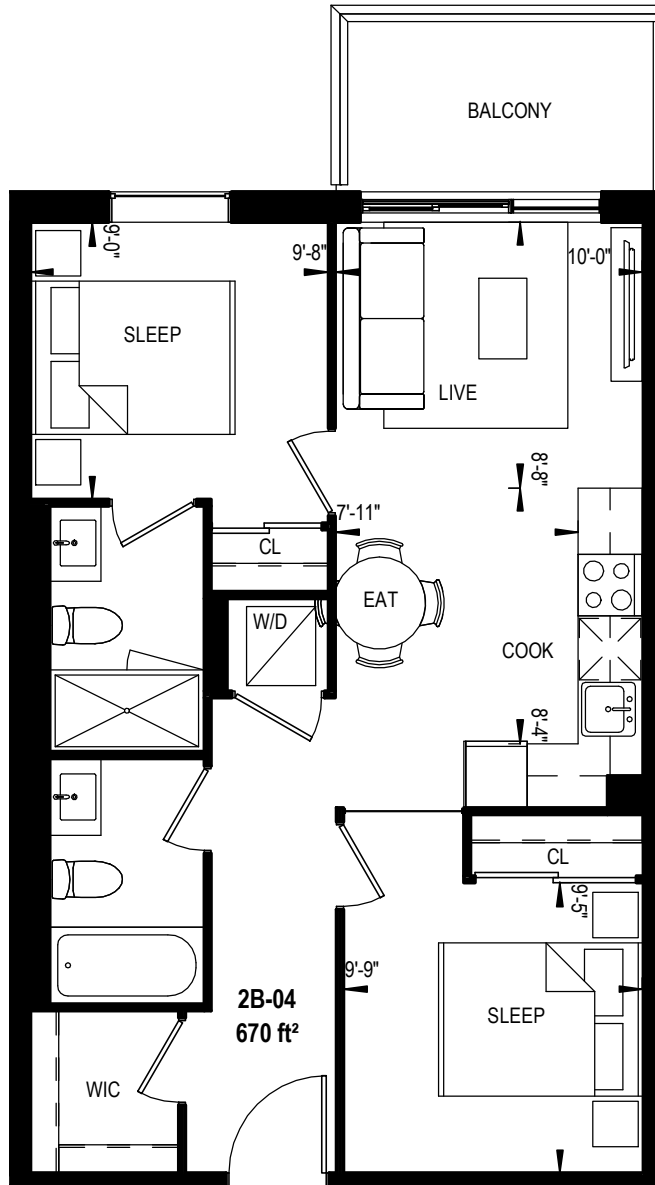 BALCONY
9'-0"
9'-8"
10'-0"
SLEEP
LIVE
8'-8"
7'-11"
CL
EAT
W/D
COOK
8'-4"
CL
9'-5"
9'-9"
2B-04
670 ft²
SLEEP
WIC